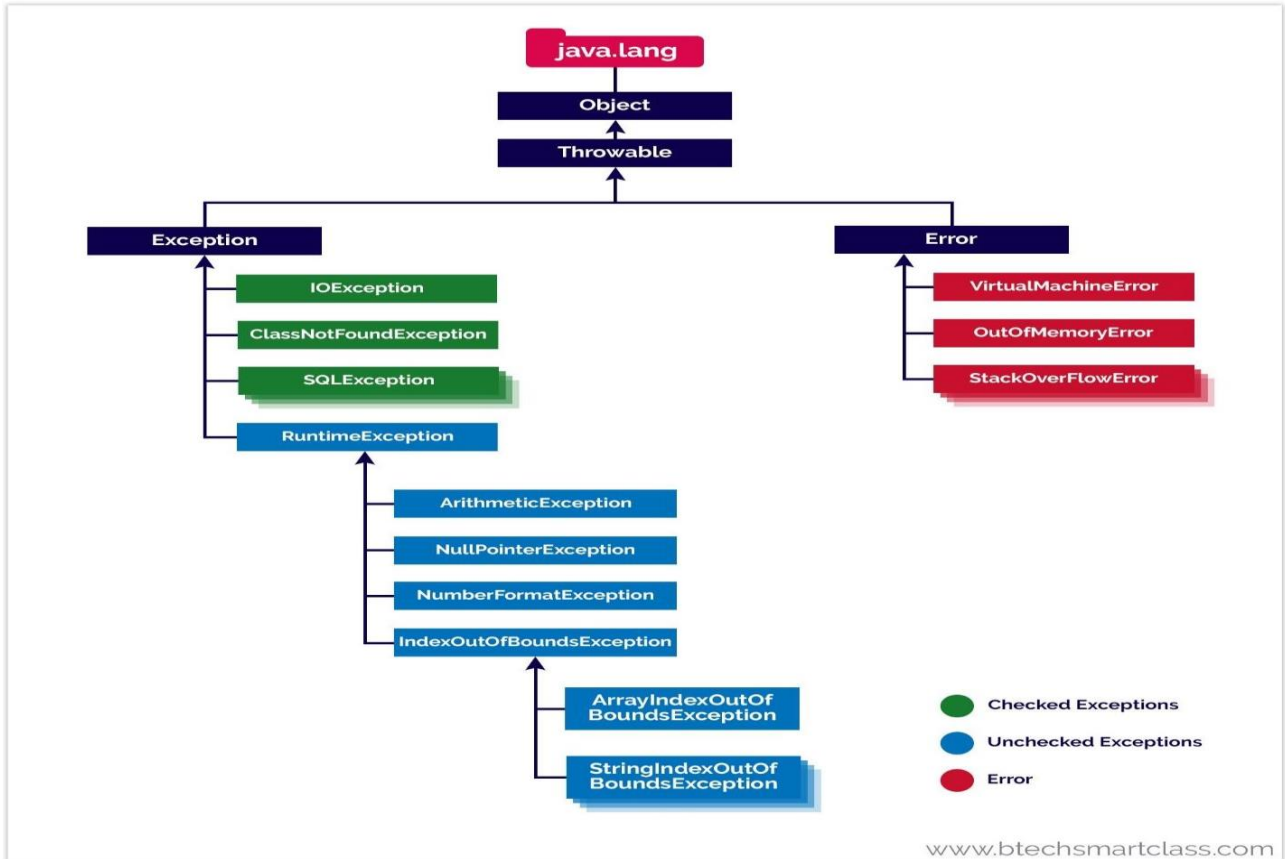 java.lang
Object
Throwable
Exception
Error
IOException
ClassNotFoundException
SQLException
RuntimeException
VirtualMachineError
OutOfMemoryError
StackOverFlowError
ArithmeticException
NullPointerException
NumberFormatException
IndexOutOfBoundsException
ArrayIndexOutOf
BoundsException
StringIndexOutOf
BoundsException
Checked Exceptions
Unchecked Exceptions
Error
www.btechsmartclass.com